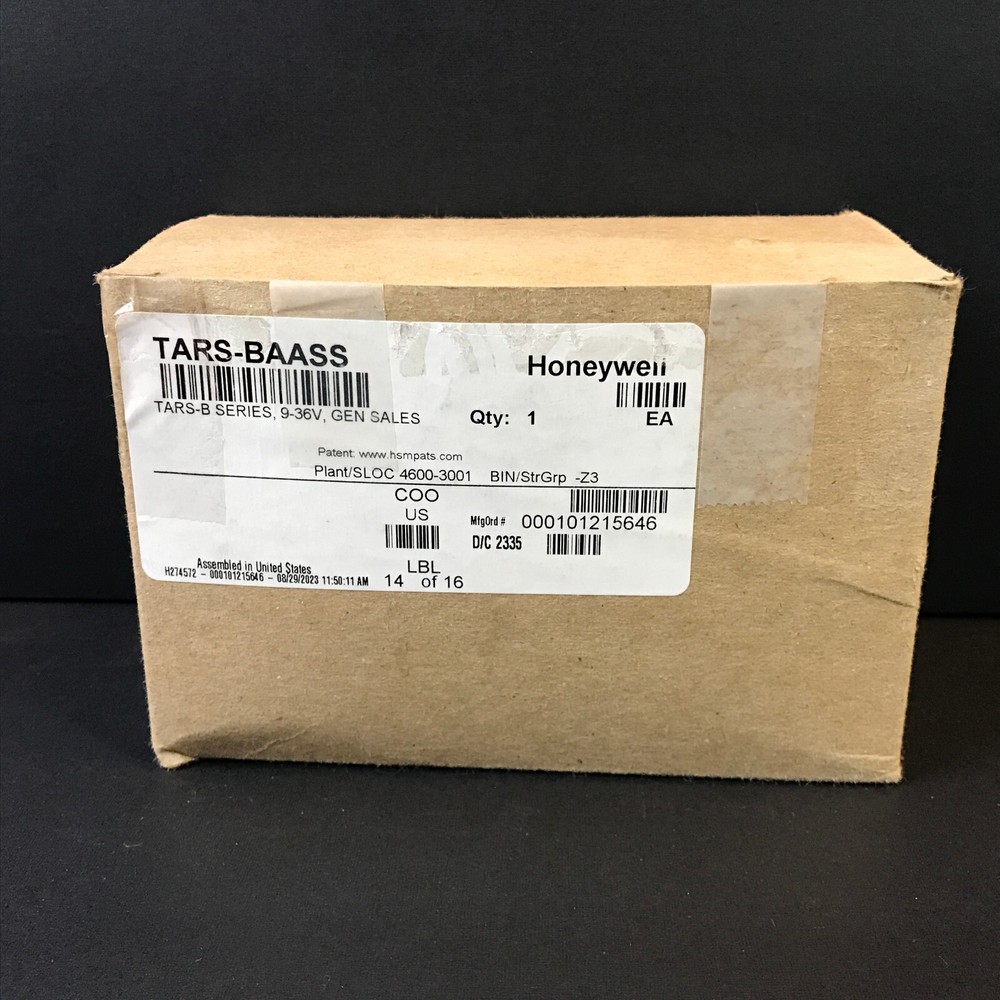 TARS-BAASS
Honeywell
TARS-B SERIES, 9-36V, GEN SALES
Qty: 1
EA
Patent: www.hsmpats.com
Plant/SLOC 4600-3001 BIN/StrGrp -Z3
COO
US
MfgOrd # 000101215646
D/C 2335
Assembled in United States
LBL
H274572 - 000101215646 - 08/29/2023 11:50:11 AM
14 of 16